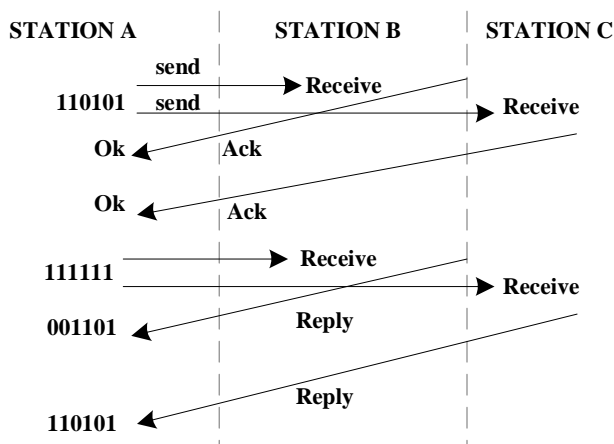 STATION A STATION B STATION C
send
Receive
110101 send Receive
Ok Ack
Ok Ack
111111 Receive
Receive
001101 Reply
Reply
110101